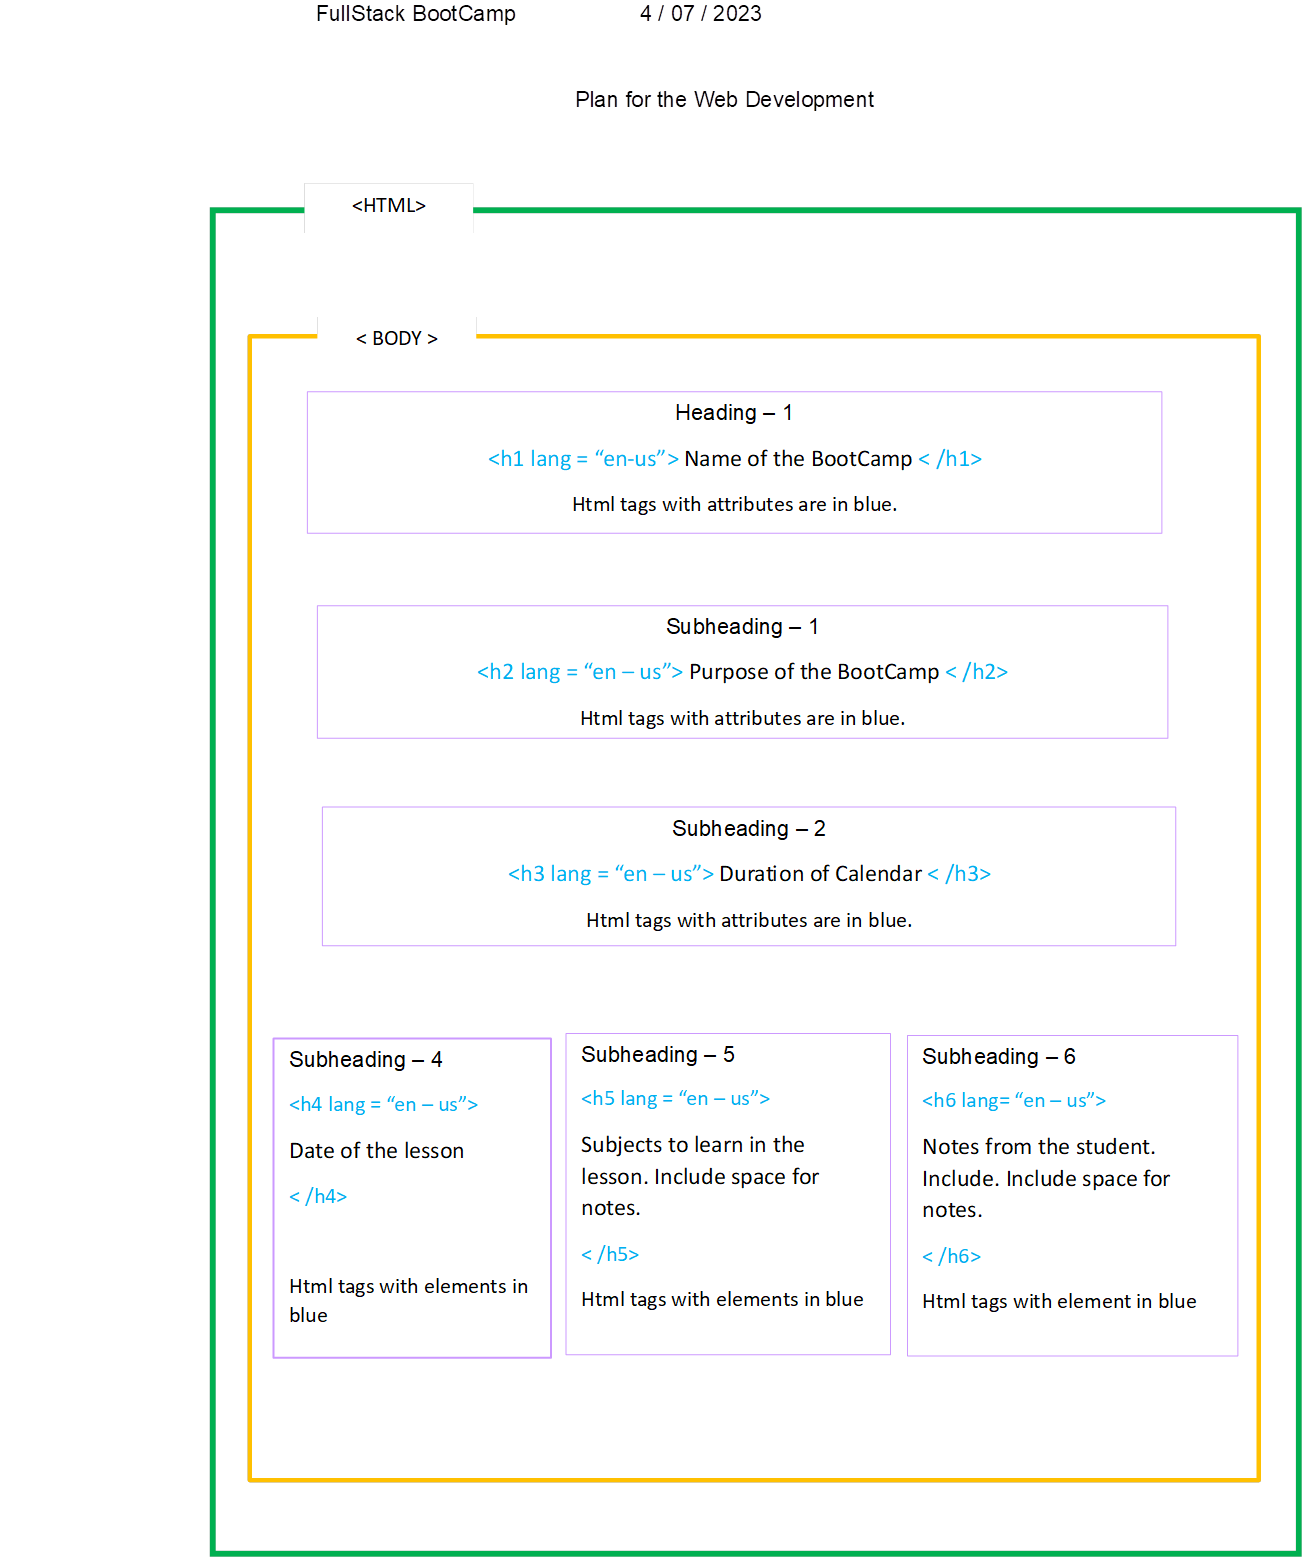 FullStack BootCamp 4 / 07 / 2023
Plan for the Web Development
<HTML>
< BODY >
Heading – 1
<h1 lang = “en-us”> Name of the BootCamp < /h1>
Html tags with attributes are in blue.
Subheading – 1
<h2 lang = “en – us”> Purpose of the BootCamp < /h2>
Html tags with attributes are in blue.
Subheading – 2
<h3 lang = “en – us”> Duration of Calendar < /h3>
Html tags with attributes are in blue.
Subheading – 4
<h4 lang = “en – us”>
Date of the lesson
< /h4>
Html tags with elements in
blue
Subheading – 5
<h5 lang = “en – us”>
Subjects to learn in the
lesson. Include space for
notes.
< /h5>
Html tags with elements in blue
Subheading – 6
<h6 lang= “en – us”>
Notes from the student.
Include. Include space for
notes.
< /h6>
Html tags with element in blue